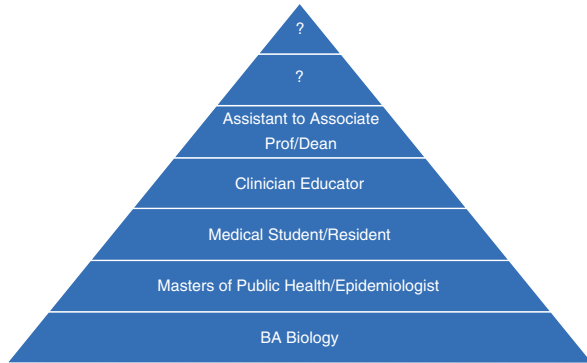 ?
?
Assistant to Associate
Prof/Dean
Clinician Educator
Medical Student/Resident
Masters of Public Health/Epidemiologist
BA Biology